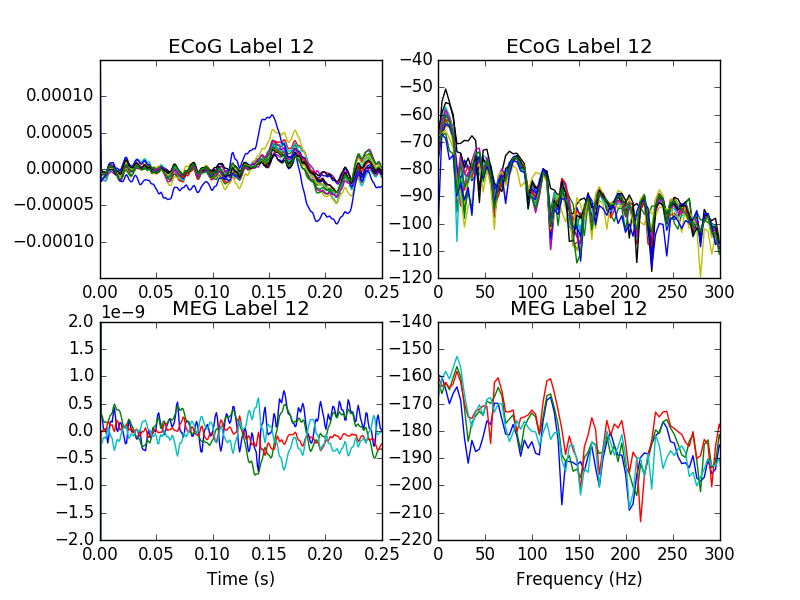 ECoG Label 12
0.00010
0.00005
0.00000
−0.00005
−0.00010
0.00 0.05 0.10 0.15 0.20 0.25
ECoG Label 12
−40
−50
−60
−70
−80
−90
−100
−110
−120
0 50 100 150 200 250 300
MEG Label 12
1e−9
2.0
1.5
1.0
0.5
0.0
−0.5
−1.0
−1.5
−2.0
0.00 0.05 0.10 0.15 0.20 0.25
Time (s)
MEG Label 12
−140
−150
−160
−170
−180
−190
−200
−210
−220
0 50 100 150 200 250 300
Frequency (Hz)